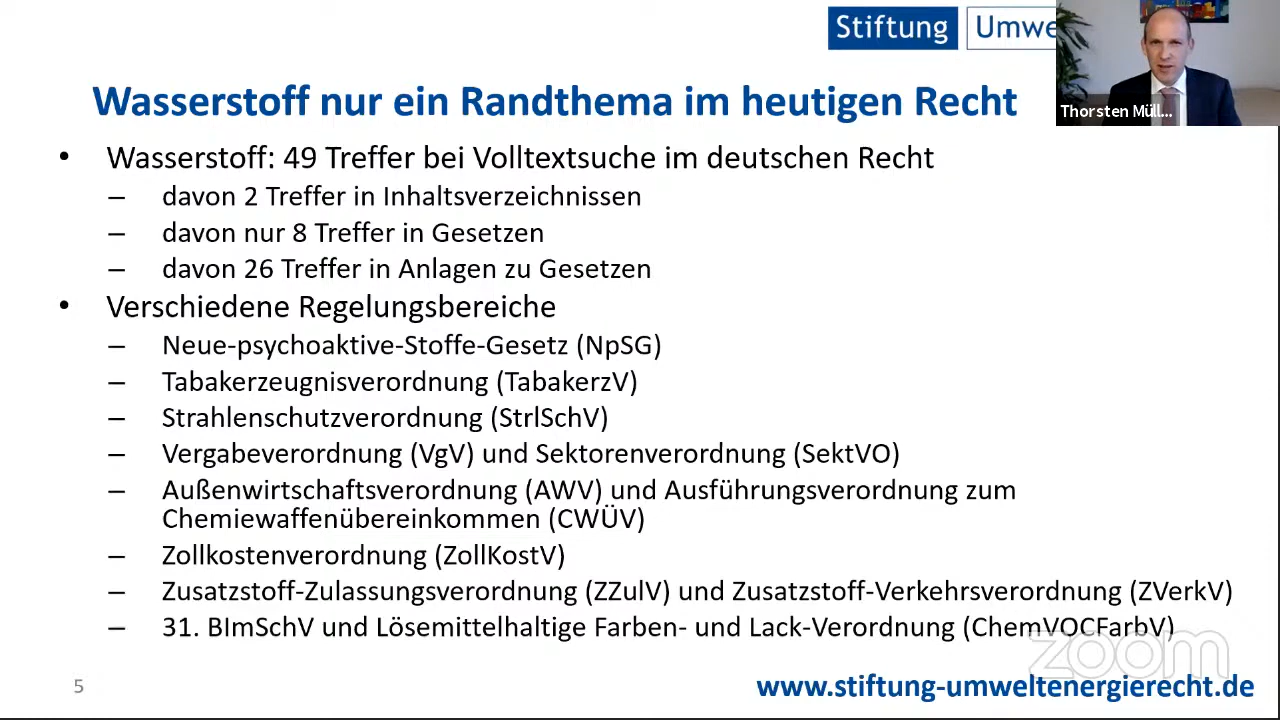 Stiftung Umwe
Thorsten Müll...
Wasserstoff nur ein Randthema im heutigen Recht
• Wasserstoff: 49 Treffer bei Volltextsuche im deutschen Recht
– davon 2 Treffer in Inhaltsverzeichnissen
– davon nur 8 Treffer in Gesetzen
– davon 26 Treffer in Anlagen zu Gesetzen
• Verschiedene Regelungsbereiche
– Neue-psychoaktive-Stoffe-Gesetz (NpSG)
– Tabakerzeugnisverordnung (TabakerzV)
– Strahlenschutzverordnung (StrlSchV)
– Vergabeverordnung (VgV) und Sektorenverordnung (SektVO)
– Außenwirtschaftsverordnung (AWV) und Ausführungsverordnung zum
Chemiewaffenübereinkommen (CWÜV)
– Zollkostenverordnung (ZollKostV)
– Zusatzstoff-Zulassungsverordnung (ZZulV) und Zusatzstoff-Verkehrsverordnung (ZVerkV)
– 31. BImSchV und Lösemittelhaltige Farben- und Lack-Verordnung (ChemVOCFarbV)
zoom
5
www.stiftung-umweltenergierecht.de